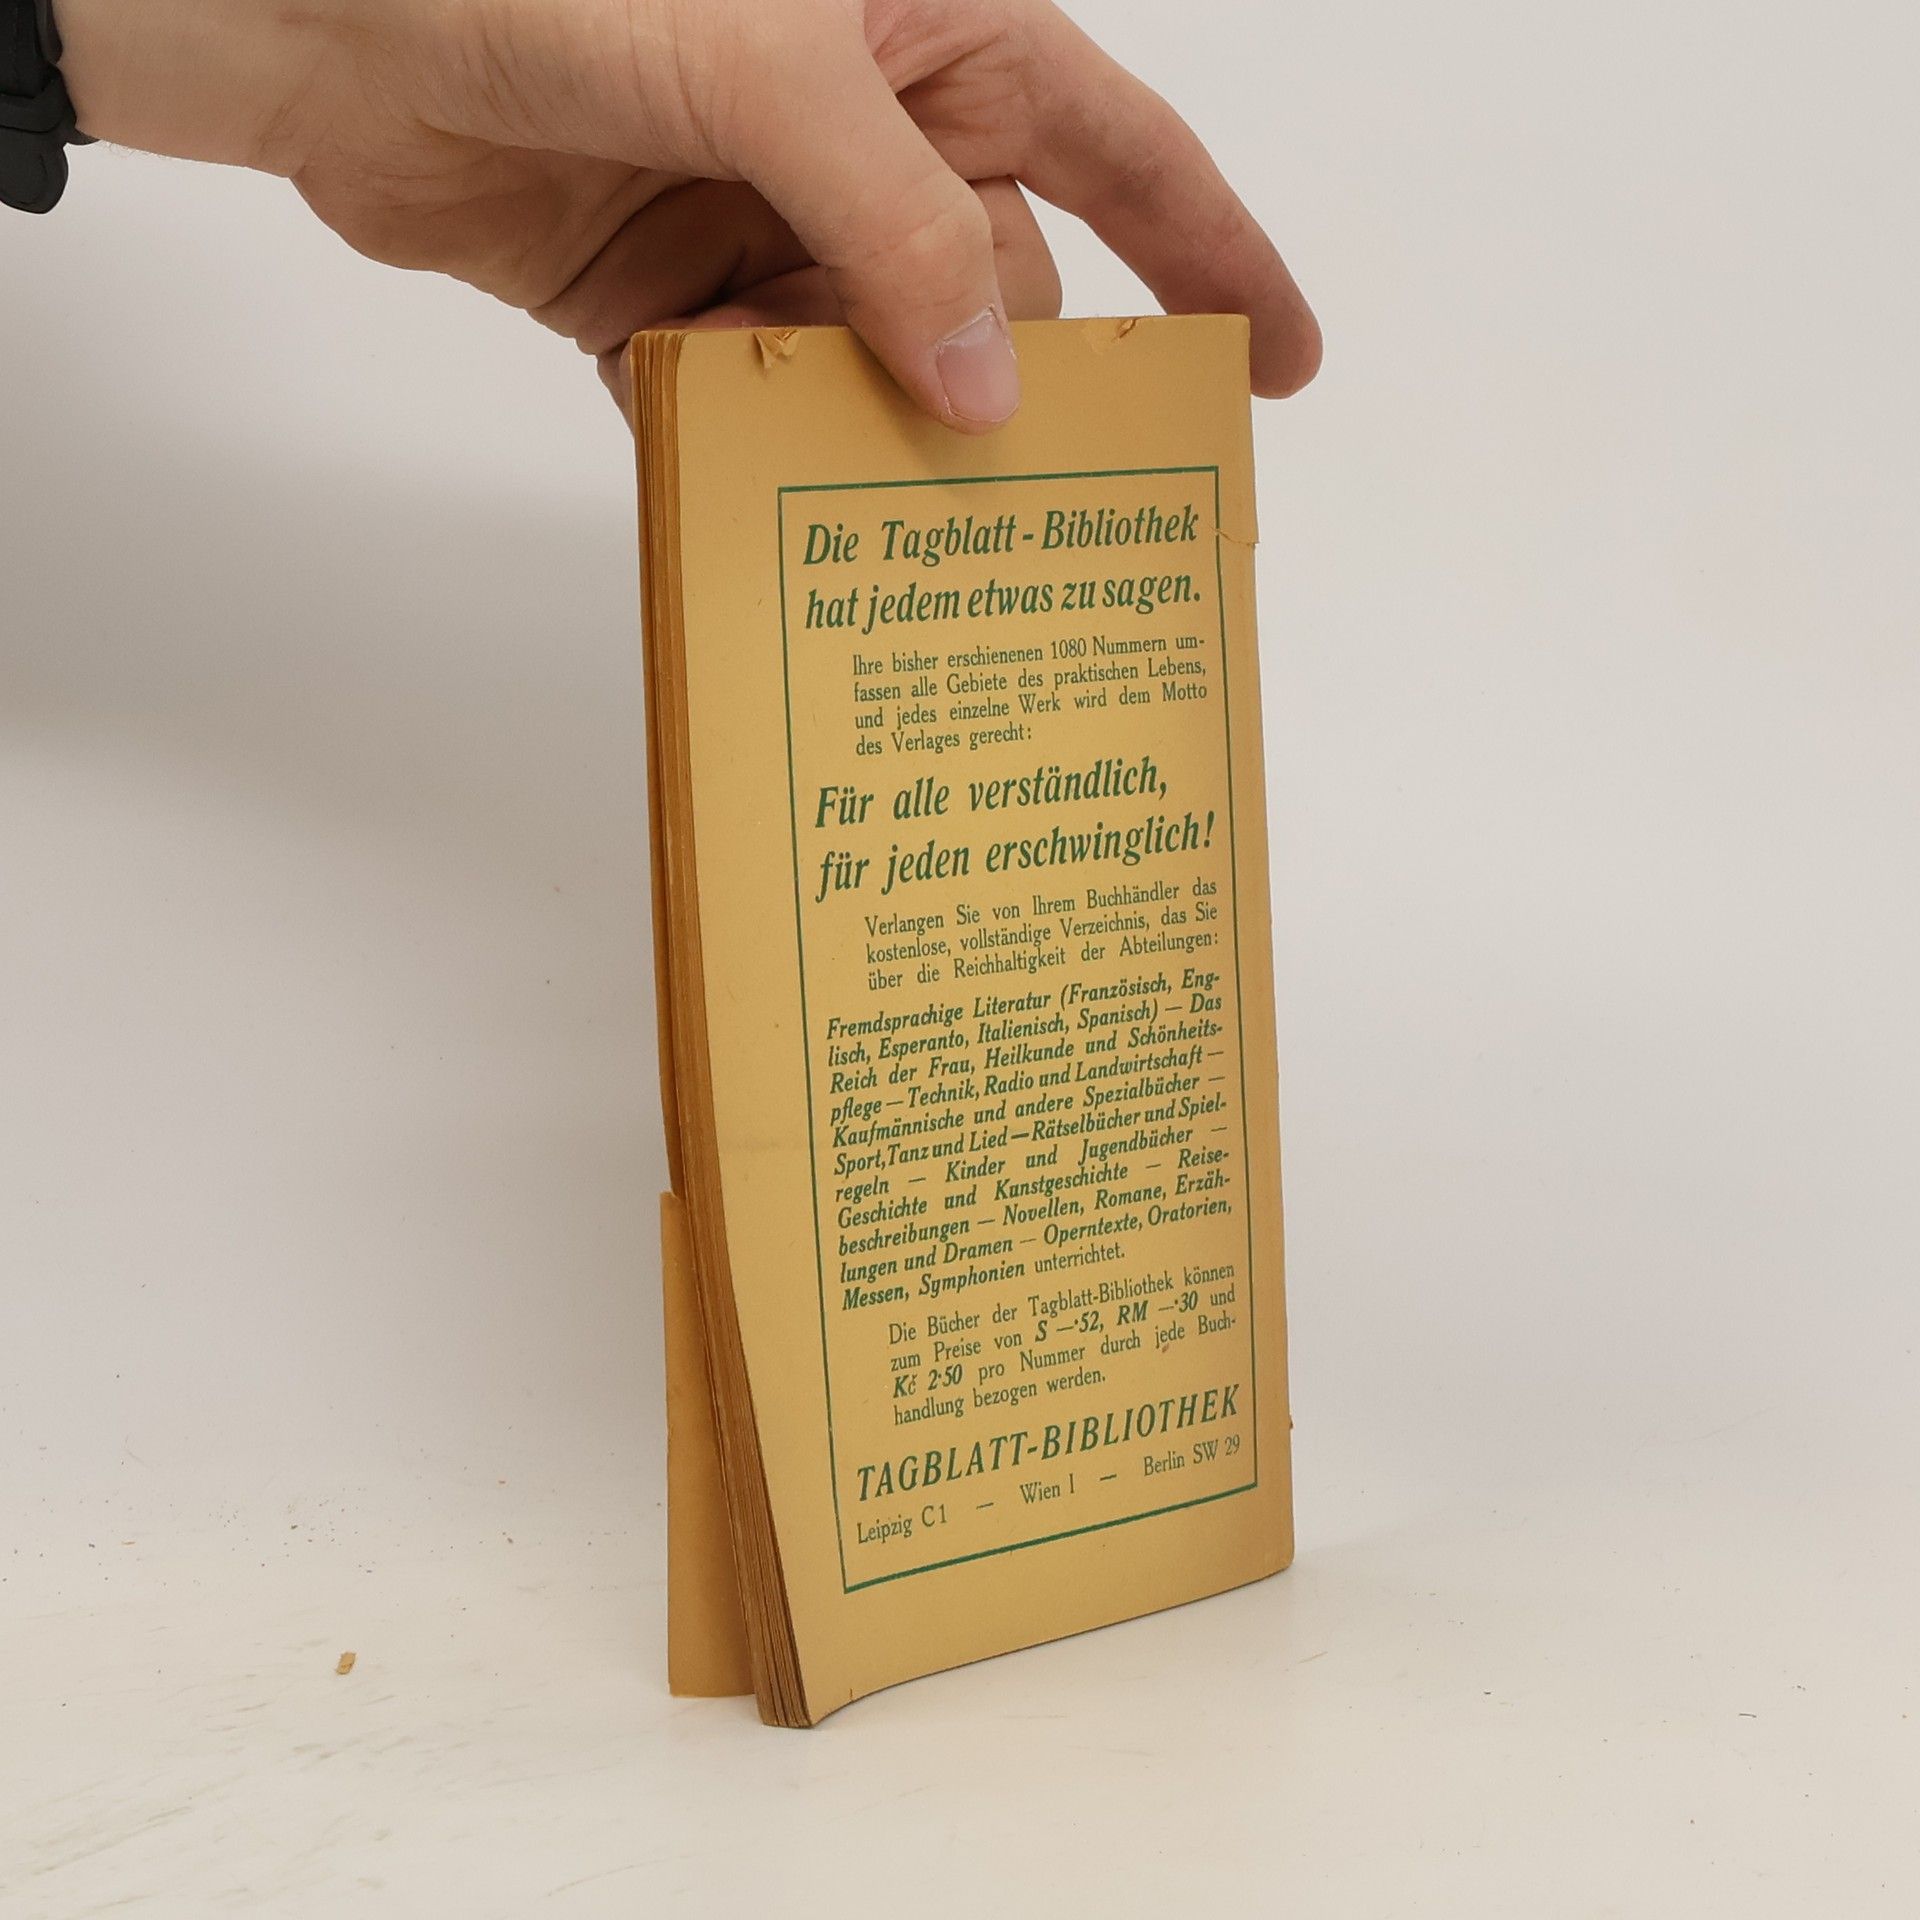 Die Tagblatt-Bibliothek
hat jedem etwas zu sagen.
Ihre bisher erschienenen 1080 Nummern um-
fassen alle Gebiete des praktischen Lebens,
und jedes einzelne Werk wird dem Motto
des Verlages gerecht:
Für alle verständlich,
für jeden erschwinglich!
Verlangen Sie von Ihrem Buchhändler das
kostenlose, vollständige Verzeichnis, das Sie
über die Reichhaltigkeit der Abteilungen:
Fremdsprachige Literatur (Französisch, Eng-
lisch, Esperanto, Italienisch, Spanisch) — Das
Reich der Frau, Heilkunde und Schönheits-
pflege — Technik, Radio und Landwirtschaft —
Kaufmännische und andere Spezialbücher —
Sport, Tanz und Lied — Rätselbücher und Spiel-
regeln — Kinder und Jugendbücher —
Geschichte und Kunstgeschichte — Reise-
beschreibungen — Novellen, Romane, Erzäh-
lungen und Dramen — Operntexte, Oratorien,
Messen, Symphonien unterrichtet.
Die Bücher der Tagblatt-Bibliothek können
zum Preise von S —·52, RM —·30 und
Kč 2·50 pro Nummer durch jede Buch-
handlung bezogen werden.
TAGBLATT-BIBLIOTHEK
Leipzig C1 — Wien I — Berlin SW 29